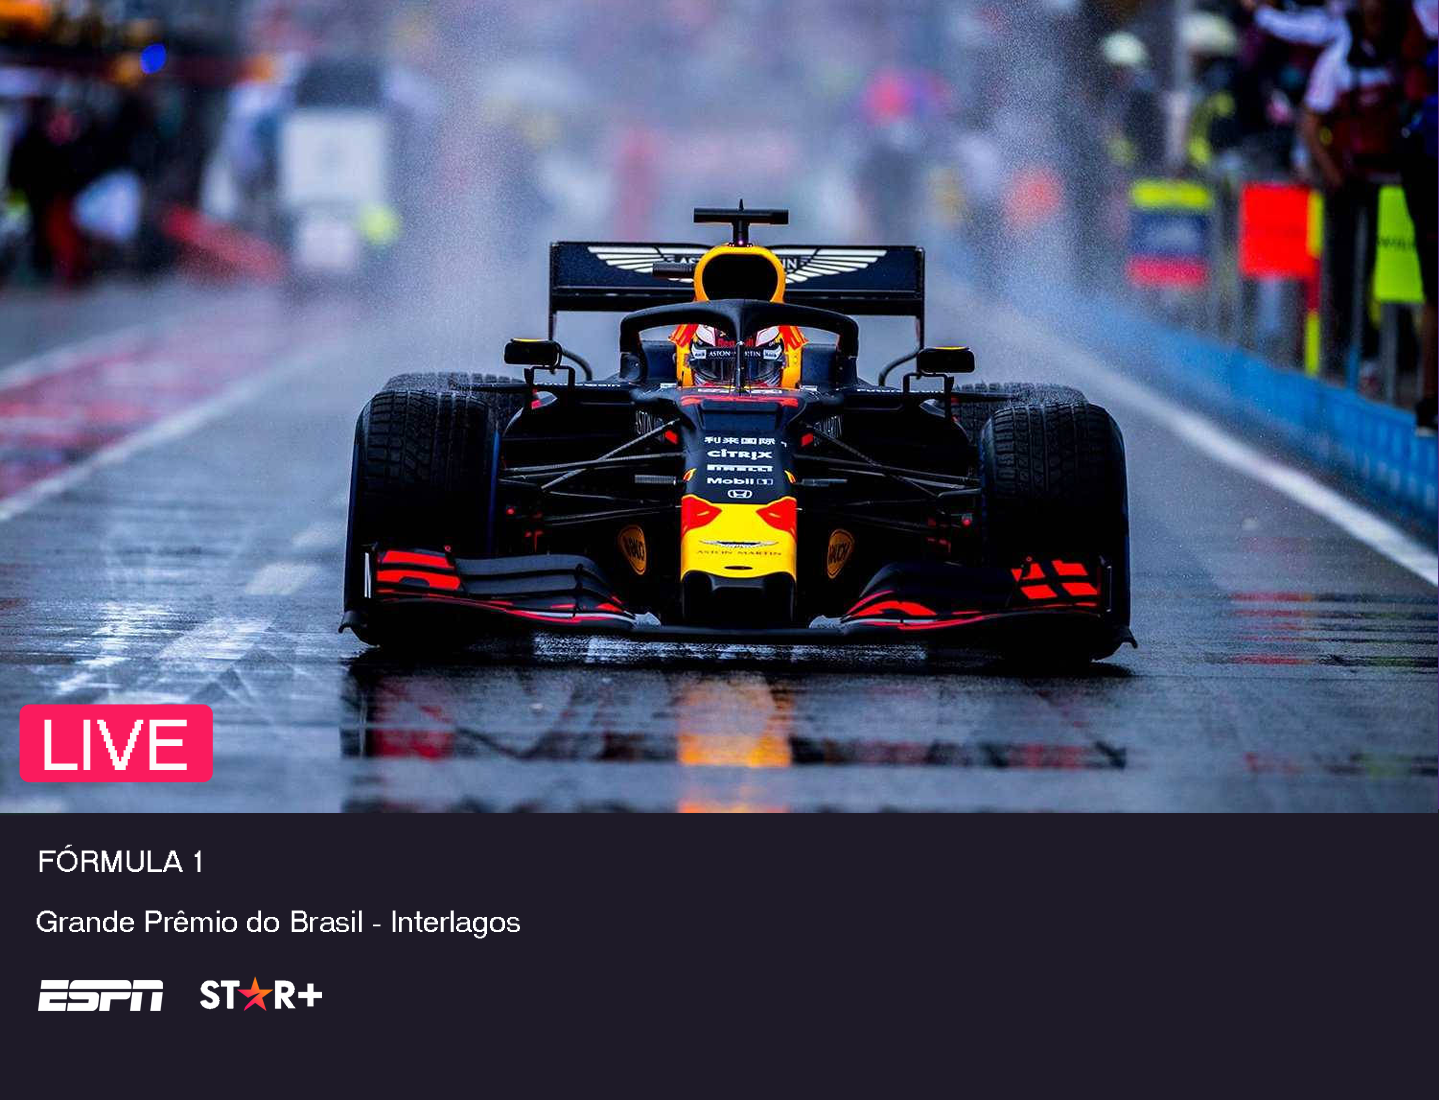 ASTON MARTIN
利来国际
CITRIX
PIRELLI
Mobil 1
ASTON MARTIN
LIVE
FÓRMULA 1
Grande Prêmio do Brasil - Interlagos
ESPN STAR+